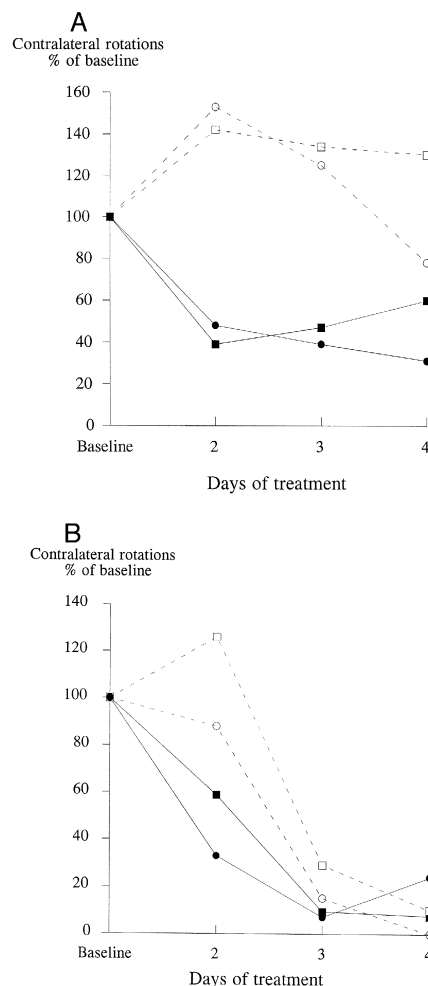 A
Contralateral rotations
% of baseline
160
140
120
100
80
60
40
20
0
Baseline 2 3 4
Days of treatment
B
Contralateral rotations
% of baseline
140
120
100
80
60
40
20
0
Baseline 2 3 4
Days of treatment